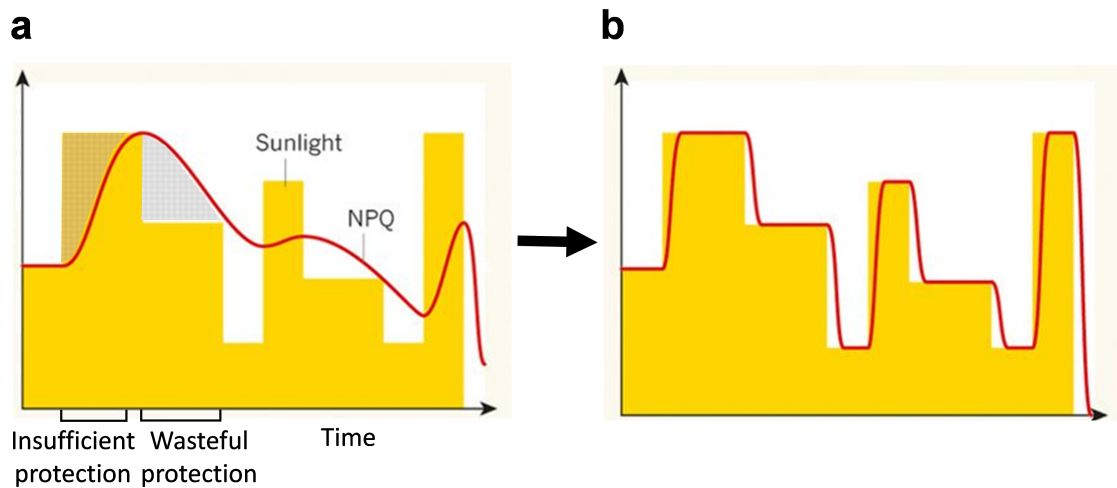 a
b
Sunlight
NPQ
Insufficient protection
Wasteful protection
Time